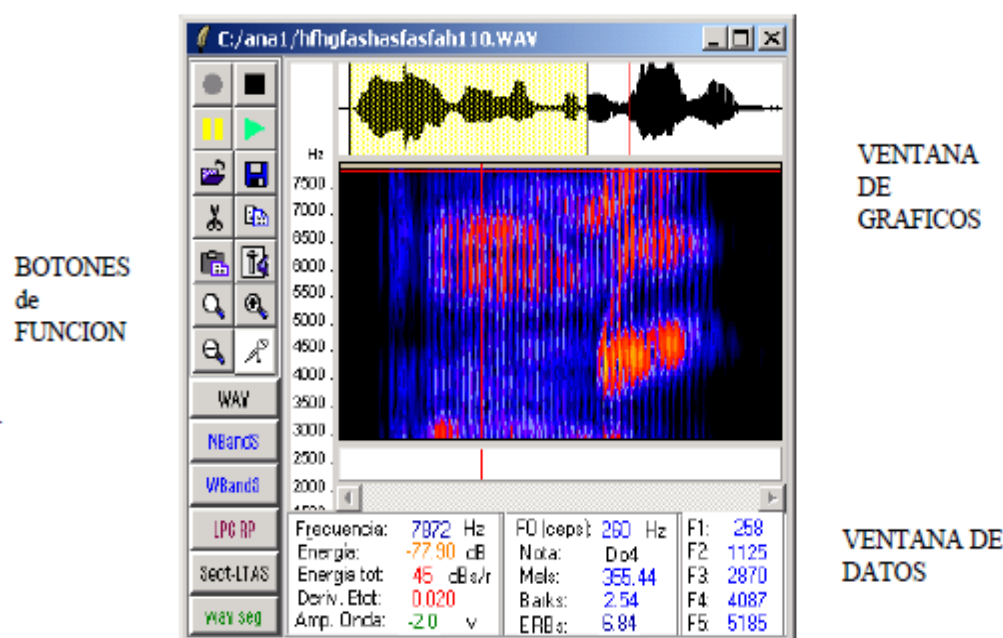 C:/ana1/hfhgfashasfasfah110.WAV
BOTONES
de
FUNCION
WAV
NBandS
WBandS
LPC RP
Sect-LTAS
wav seg
Hz
7500
7000
6500
6000
5500
5000
4500
4000
3500
3000
2500
2000
Frecuencia: 7872 Hz
Energía: -77.90 dB
Energía tot: 45 dBs/r
Deriv. Etot: 0.020
Amp. Onda: -2.0 v
F0 (ceps): 260 Hz
Nota: Do4
Mels: 355.44
Barks: 2.54
ERBs: 6.84
F1: 258
F2: 1125
F3: 2870
F4: 4087
F5: 5185
VENTANA
DE
GRAFICOS
VENTANA DE
DATOS